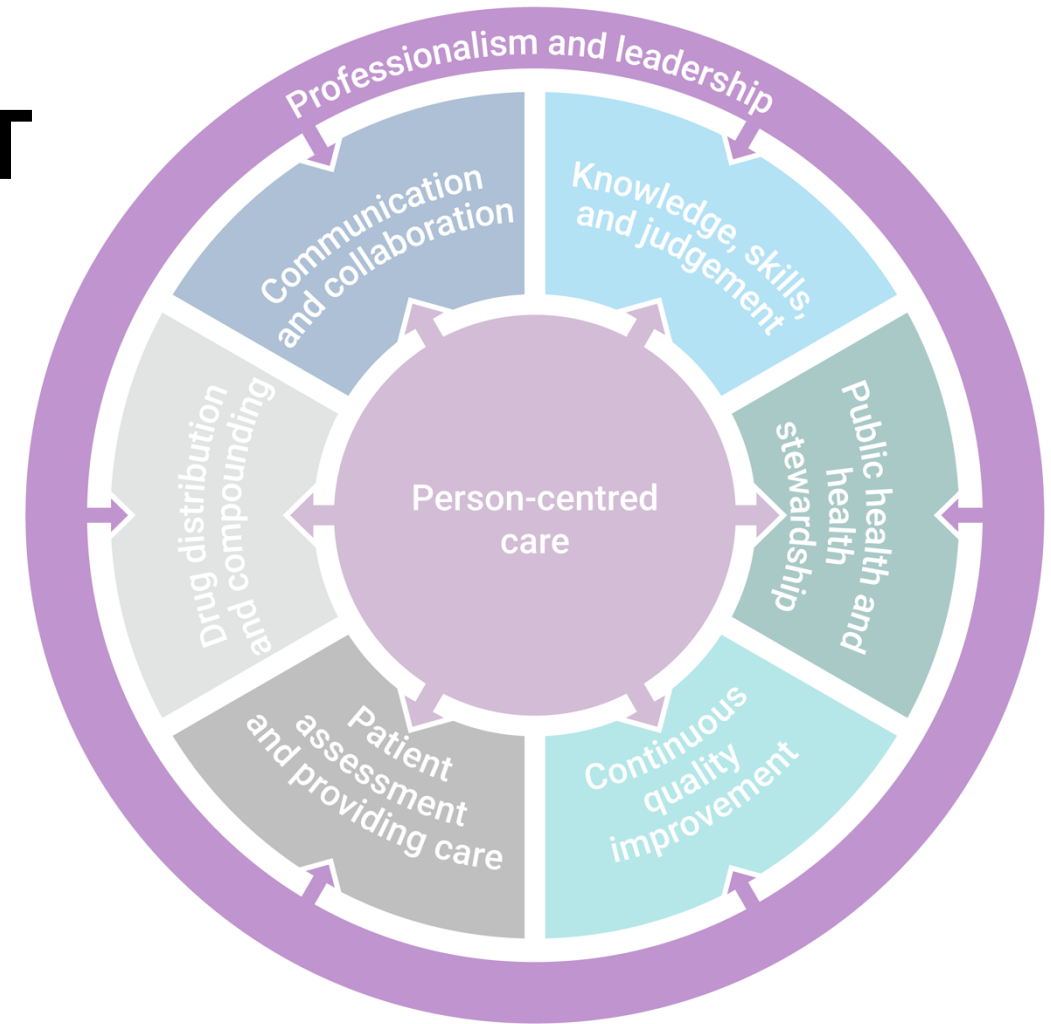 T
Professionalism and leadership
Communication
and collaboration
Knowledge, skills,
and judgement
Drug distribution
and compounding
Person-centred
care
Public health and
health
stewardship
Patient
assessment
and providing care
Continuous
quality
improvement